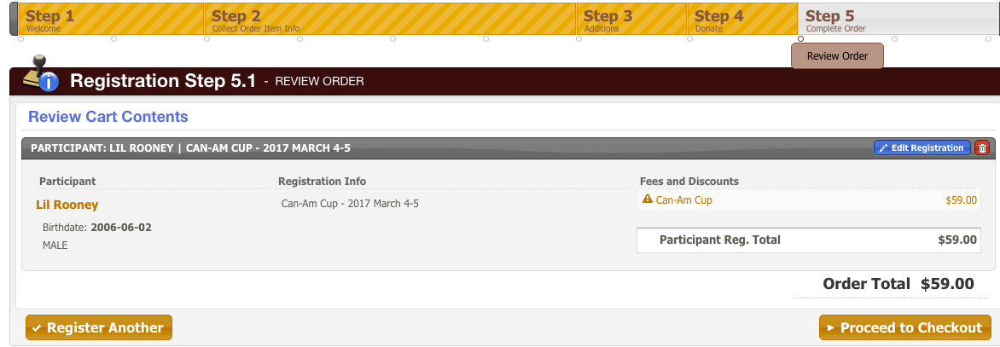 Step 1
Welcome
Step 2
Collect Order Item Info
Step 3
Additions
Step 4
Donate
Step 5
Complete Order
Review Order
Registration Step 5.1 - REVIEW ORDER
Review Cart Contents
PARTICIPANT: LIL ROONEY | CAN-AM CUP - 2017 MARCH 4-5
Edit Registration
Participant
Lil Rooney
Birthdate: 2006-06-02
MALE
Registration Info
Can-Am Cup - 2017 March 4-5
Fees and Discounts
Can-Am Cup $59.00
Participant Reg. Total $59.00
Order Total $59.00
Register Another
Proceed to Checkout